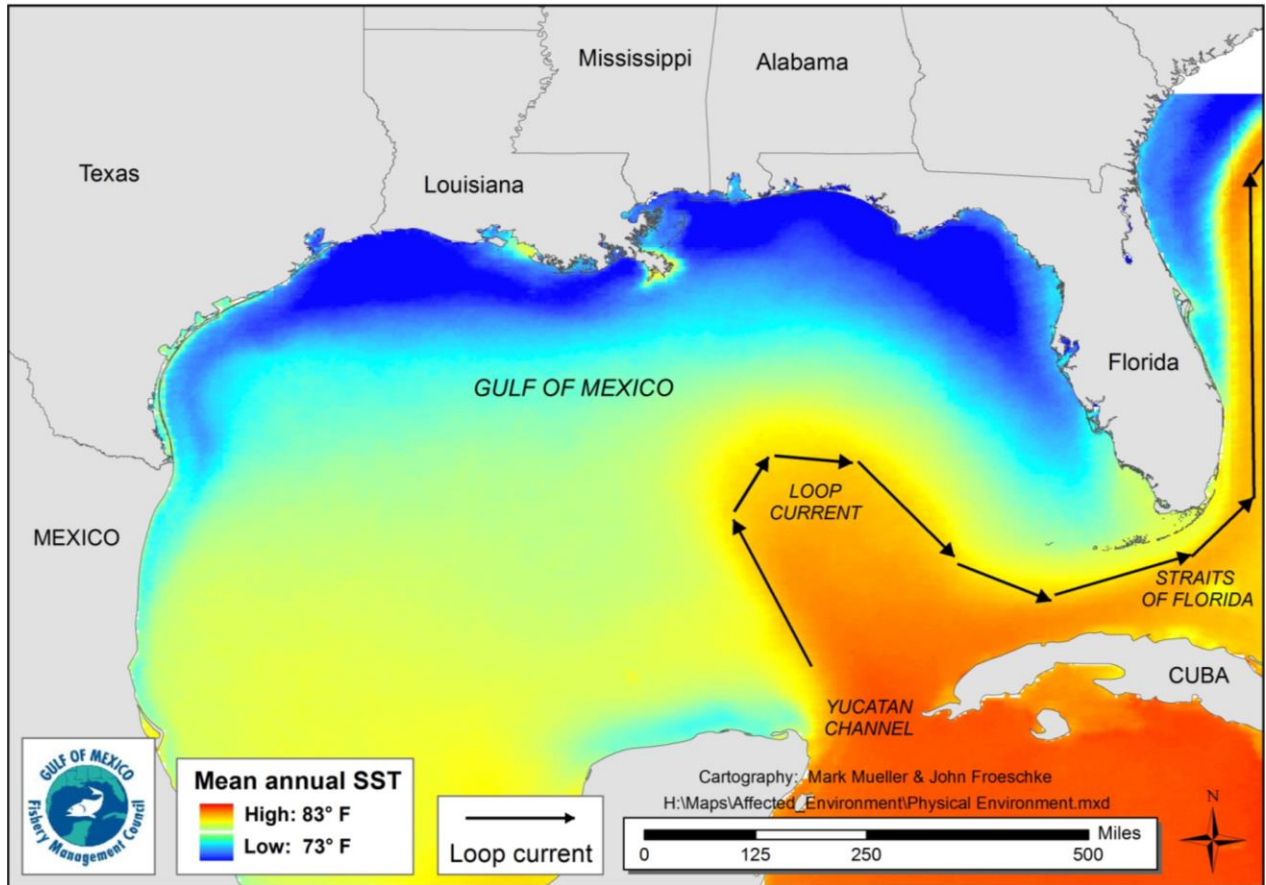 Mississippi
Alabama
Texas
Louisiana
Florida
GULF OF MEXICO
LOOP
CURRENT
MEXICO
STRAITS
OF FLORIDA
CUBA
YUCATAN
CHANNEL
GULF OF MEXICO
Fishery Management Council
Mean annual SST
High: 83° F
Low: 73° F
Loop current
Cartography: Mark Mueller & John Froeschke
H:\Maps\Affected_Environment\Physical Environment.mxd
Miles
0 125 250 500
N